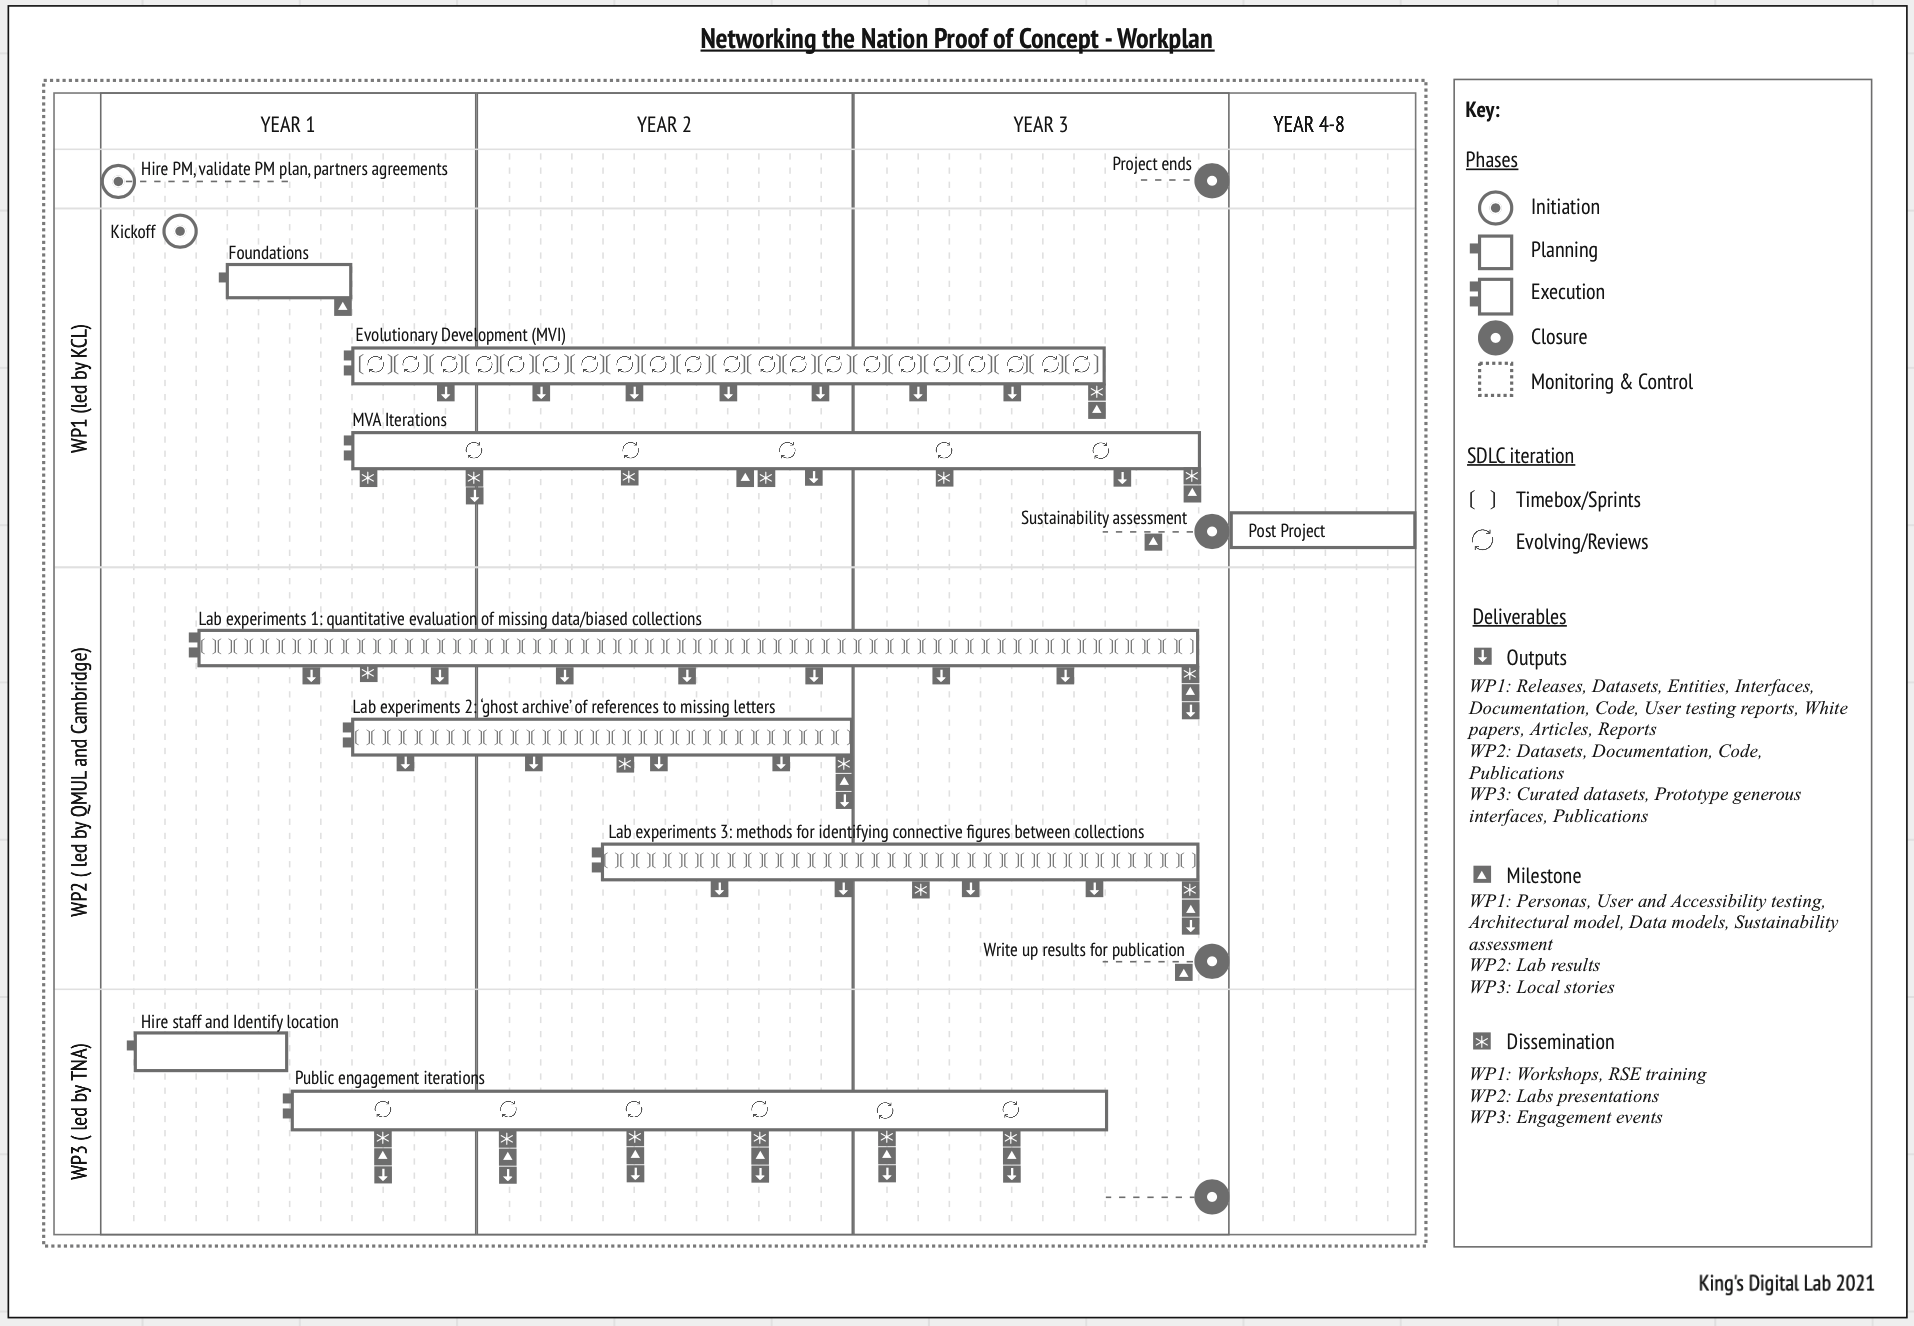 Networking the Nation Proof of Concept - Workplan
YEAR 1
YEAR 2
YEAR 3
YEAR 4-8
Hire PM, validate PM plan, partners agreements
Project ends
WP1 (led by KCL)
Kickoff
Foundations
Evolutionary Development (MVI)
MVA Iterations
Sustainability assessment
Post Project
WP2 ( led by QMUL and Cambridge)
Lab experiments 1: quantitative evaluation of missing data/biased collections
Lab experiments 2: ‘ghost archive’ of references to missing letters
Lab experiments 3: methods for identifying connective figures between collections
Write up results for publication
WP3 ( led by TNA)
Hire staff and Identify location
Public engagement iterations
Key:
Phases
Initiation
Planning
Execution
Closure
Monitoring & Control
SDLC iteration
Timebox/Sprints
Evolving/Reviews
Deliverables
Outputs
WP1: Releases, Datasets, Entities, Interfaces,
Documentation, Code, User testing reports, White
papers, Articles, Reports
WP2: Datasets, Documentation, Code,
Publications
WP3: Curated datasets, Prototype generous
interfaces, Publications
Milestone
WP1: Personas, User and Accessibility testing,
Architectural model, Data models, Sustainability
assessment
WP2: Lab results
WP3: Local stories
Dissemination
WP1: Workshops, RSE training
WP2: Labs presentations
WP3: Engagement events
King's Digital Lab 2021